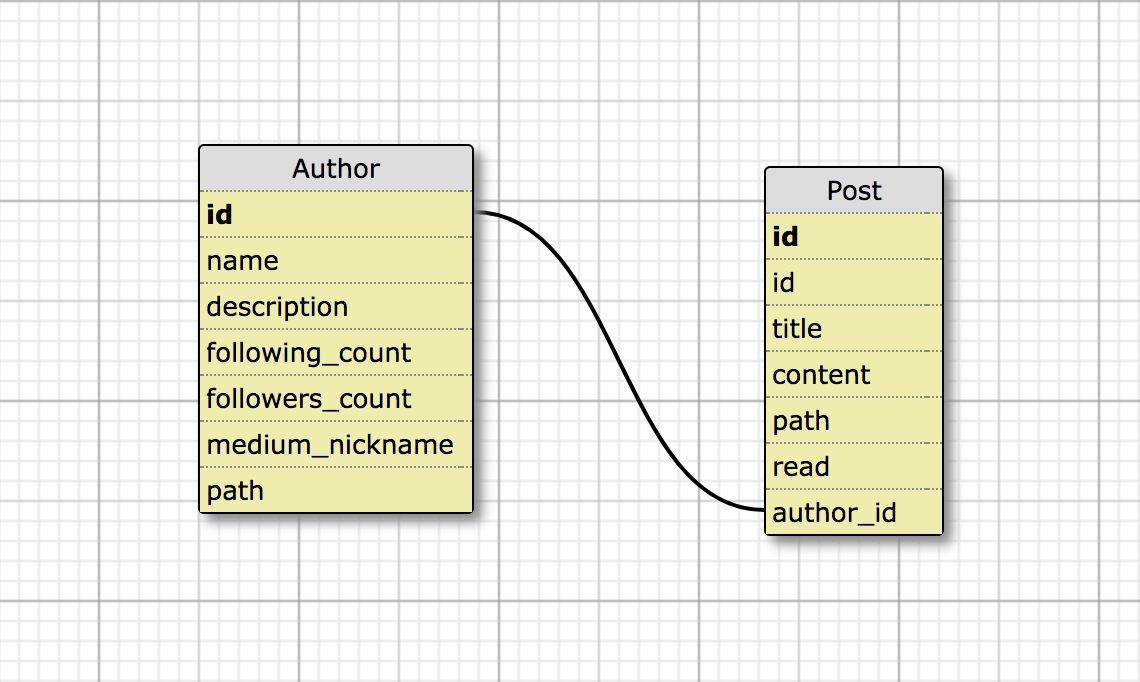 Author
id
name
description
following_count
followers_count
medium_nickname
path
Post
id
id
title
content
path
read
author_id